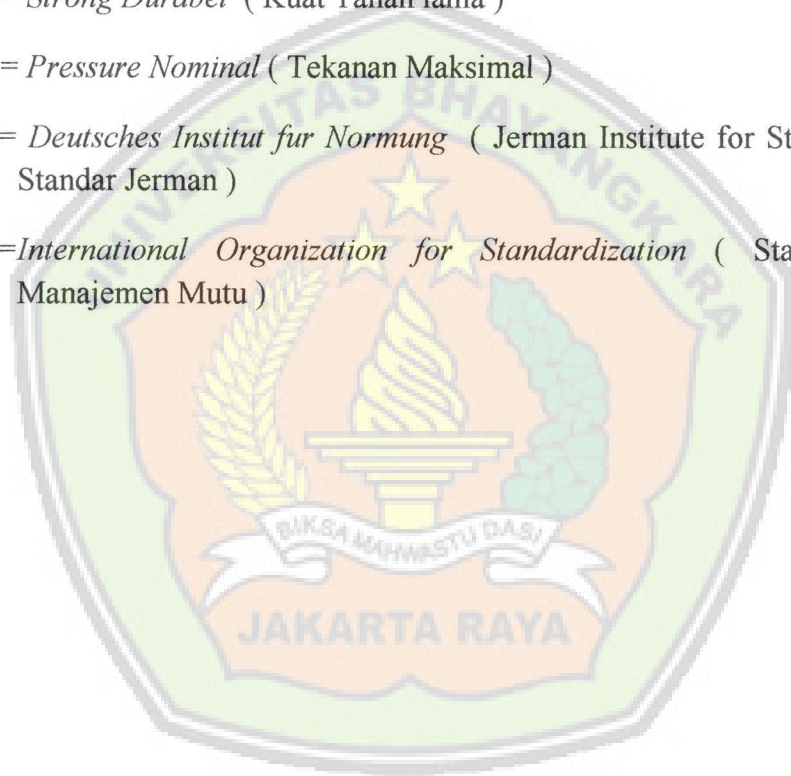 Strong Durabel ( Kuat Tahan lama )
= Pressure Nominal ( Tekanan Maksimal )
= Deutsches Institut fur Normung ( Jerman Institute for St
Standar Jerman )
=International Organization for Standardization ( Sta
Manajemen Mutu )
UNIVERSITAS BHAYANGKARA
BIKSA MAHWASTU DASI
JAKARTA RAYA